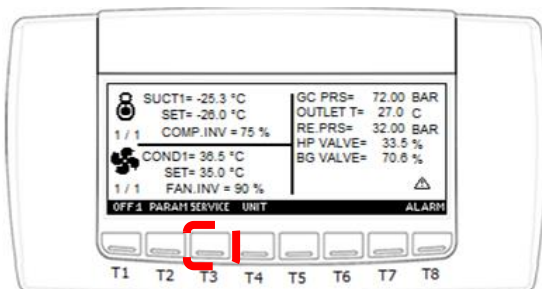 SUCT1= -25.3 °C
SET= -26.0 °C
1 / 1 COMP.INV = 75 %
COND1= 36.5 °C
SET= 35.0 °C
1 / 1 FAN.INV = 90 %
GC PRS= 72.00 BAR
OUTLET T= 27.0 C
RE.PRS= 32.00 BAR
HP VALVE= 33.5 %
BG VALVE= 70.6 %
OFF1 PARAM SERVICE UNIT ALARM
T1 T2 T3 T4 T5 T6 T7 T8